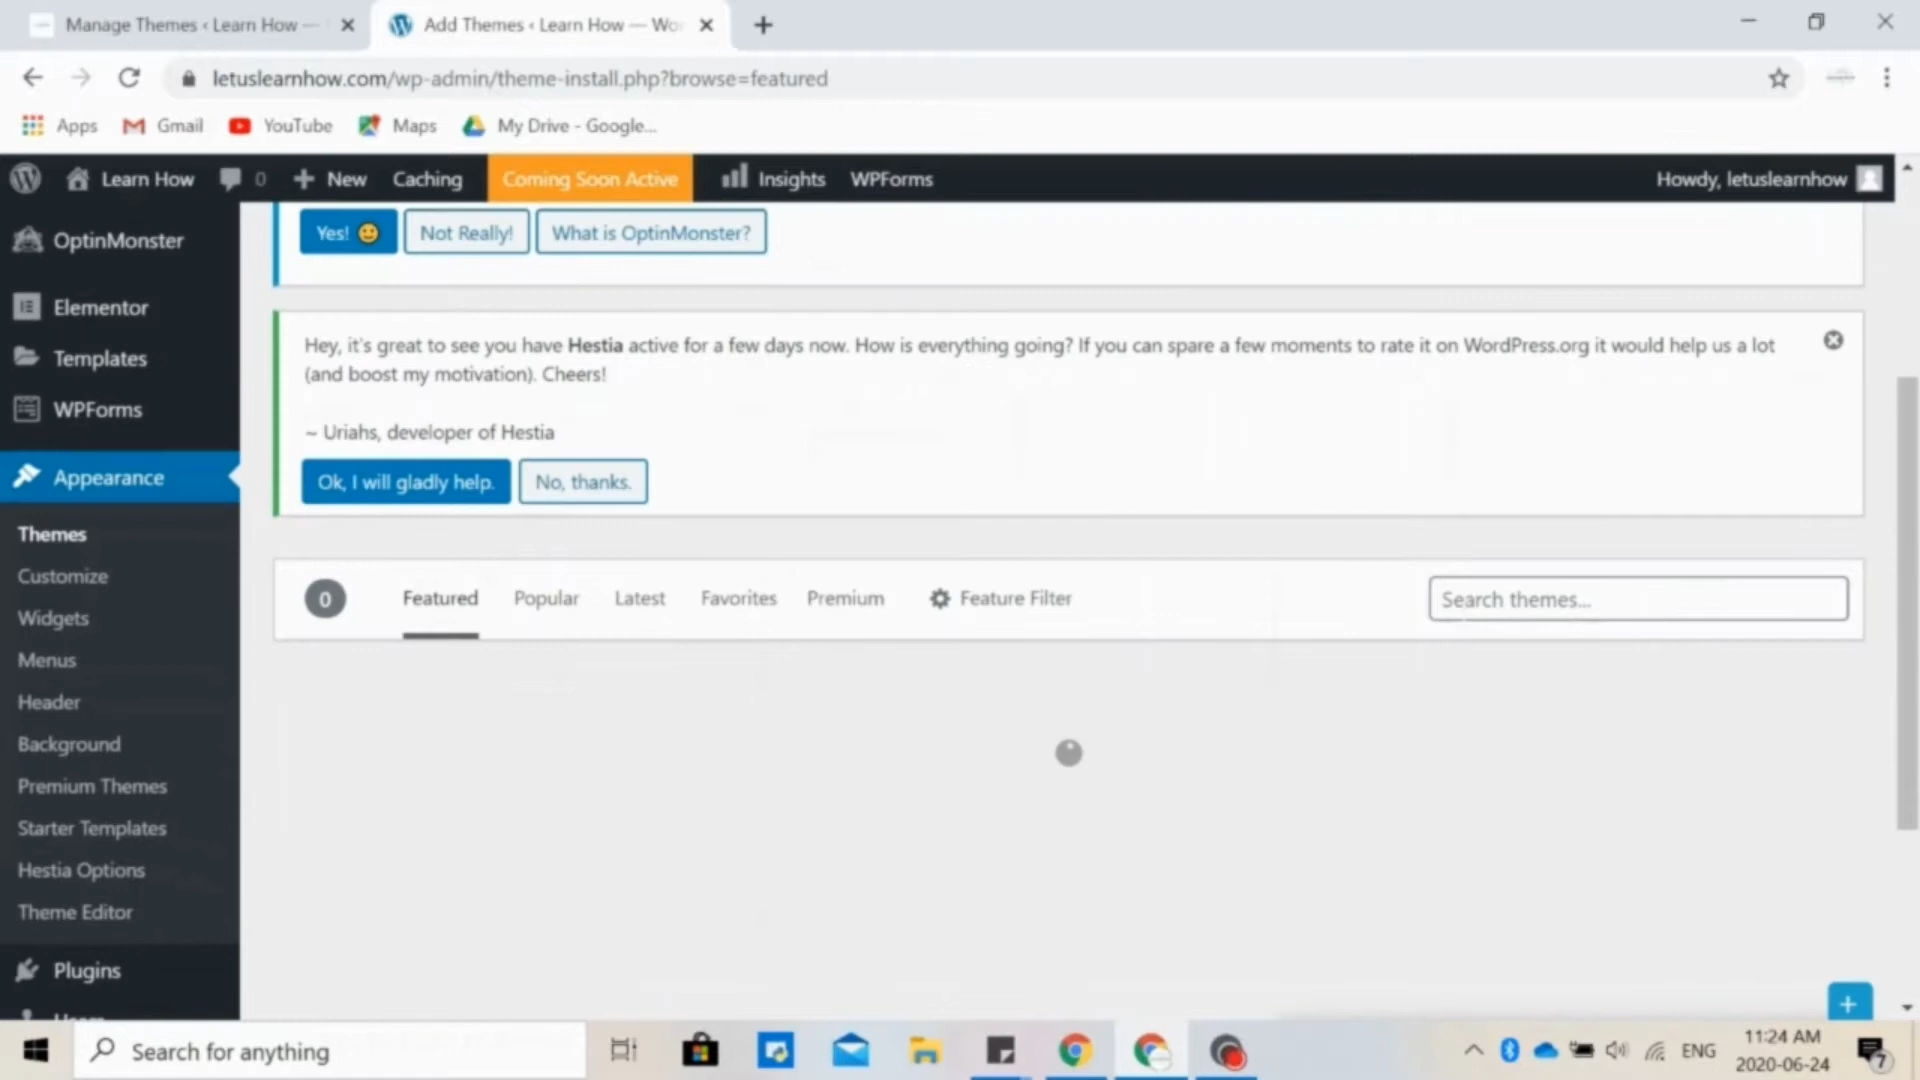 Manage Themes ‹ Learn How —
Add Themes ‹ Learn How — Wo
letuslearnhow.com/wp-admin/theme-install.php?browse=featured
Apps
Gmail
YouTube
Maps
My Drive - Google...
Learn How
0
New
Caching
Coming Soon Active
Insights
WPForms
Howdy, letuslearnhow
OptinMonster
Elementor
Templates
WPForms
Appearance
Themes
Customize
Widgets
Menus
Header
Background
Premium Themes
Starter Templates
Hestia Options
Theme Editor
Plugins
Yes!
Not Really!
What is OptinMonster?
Hey, it's great to see you have Hestia active for a few days now. How is everything going? If you can spare a few moments to rate it on WordPress.org it would help us a lot
(and boost my motivation). Cheers!
~ Uriahs, developer of Hestia
Ok, I will gladly help.
No, thanks.
0
Featured
Popular
Latest
Favorites
Premium
Feature Filter
Search themes...
Search for anything
ENG
11:24 AM
2020-06-24
7